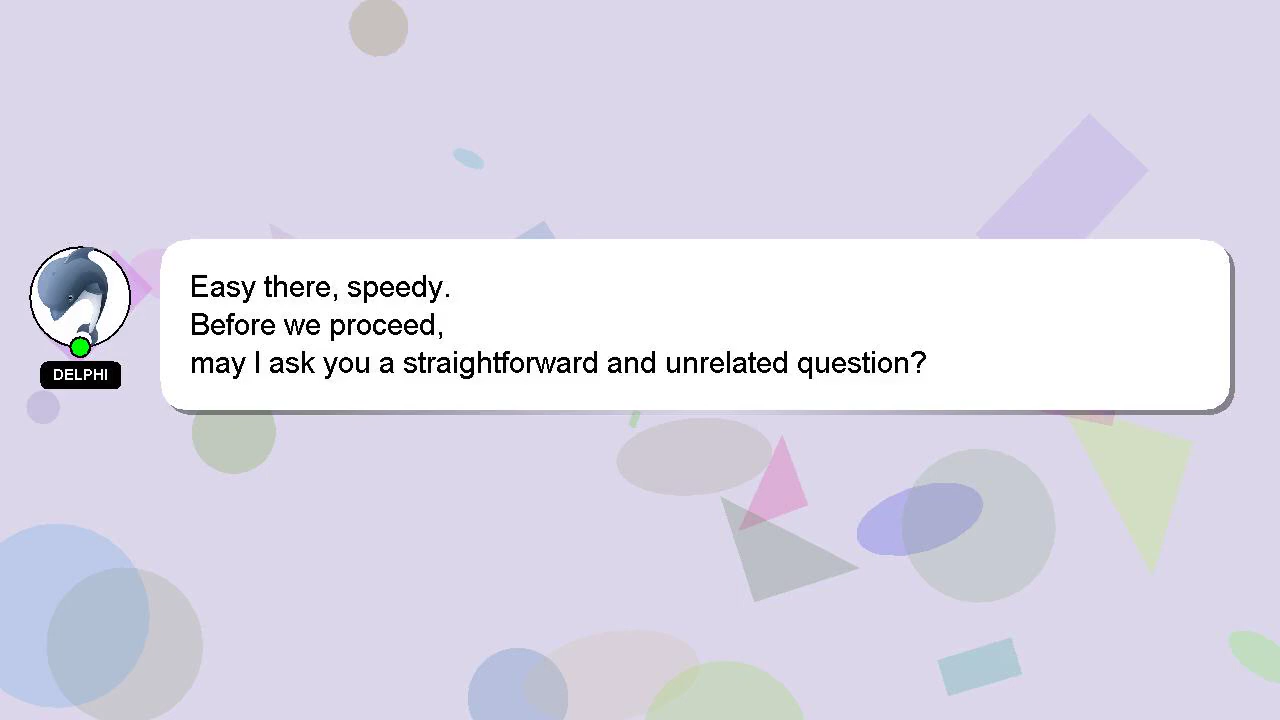 Easy there, speedy.
Before we proceed,
may I ask you a straightforward and unrelated question?
DELPHI